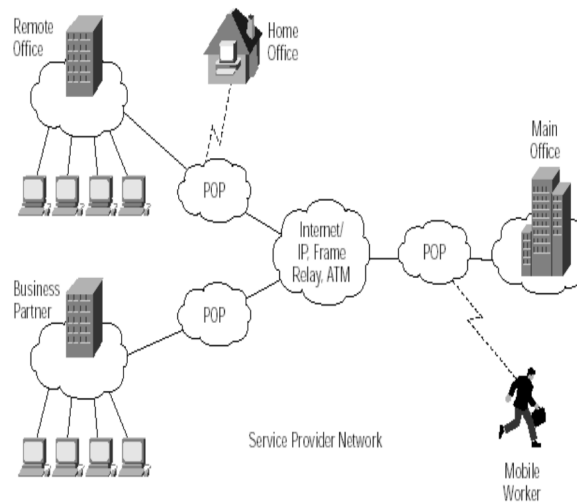 Remote
Office
Home
Office
Main
Office
POP
Internet/
IP, Frame
Relay, ATM
POP
Business
Partner
POP
Service Provider Network
Mobile
Worker